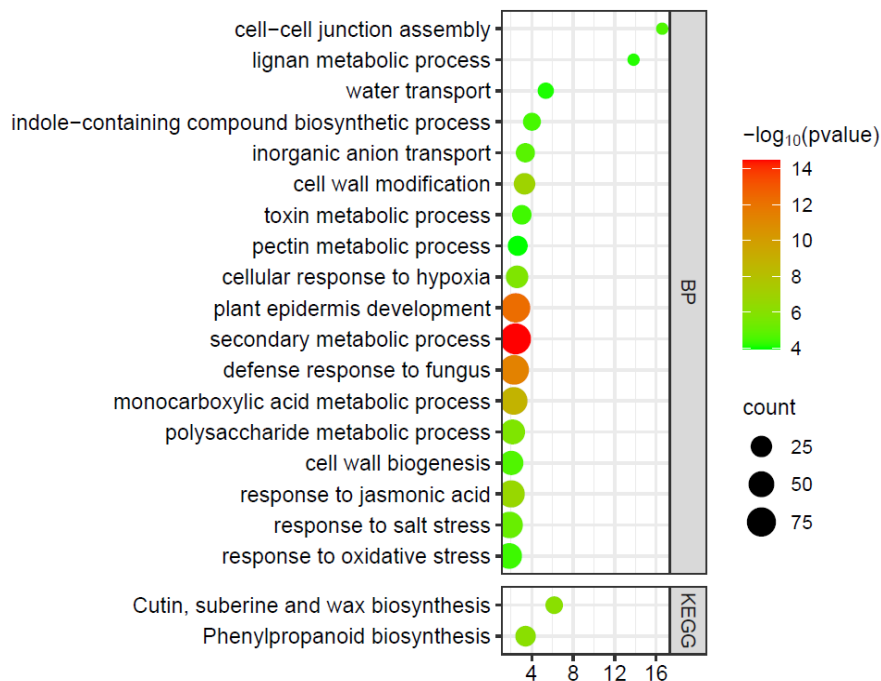 cell−cell junction assembly
lignan metabolic process
water transport
indole−containing compound biosynthetic process
inorganic anion transport
cell wall modification
toxin metabolic process
pectin metabolic process
cellular response to hypoxia
plant epidermis development
secondary metabolic process
defense response to fungus
monocarboxylic acid metabolic process
polysaccharide metabolic process
cell wall biogenesis
response to jasmonic acid
response to salt stress
response to oxidative stress
BP
Cutin, suberine and wax biosynthesis
Phenylpropanoid biosynthesis
KEGG
4 8 12 16
−log₁₀(pvalue)
14
12
10
8
6
4
count
25
50
75